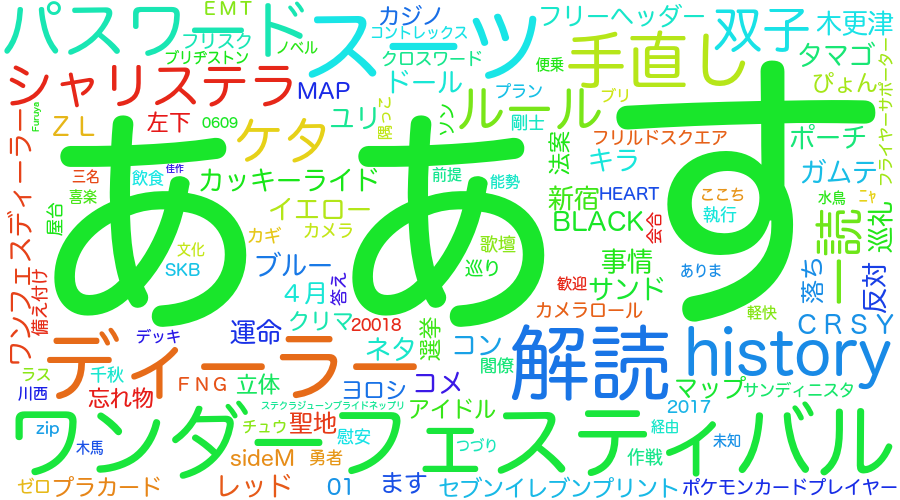 ＥＭＴ
パスワード
スーツ
カジノ
フリーヘッダー
双子
木更津
コントレックス
フリスク
ノベル
ブリヂストン
クロスワード
便乗
手直し
タマゴ
シャリステラ
MAP
ドール
プラン
ブリ
ぴょん
フライヤーサポーター
Furuya
ＺＬ
左下
0609
ケタ
ユリ
隅っこ
ソン
ルール
剛士
法案
フリルドスクエア
ポーチ
キラ
ガムテ
ああす
三名
飲食
佳作
カッキーライド
前提
能勢
新宿
HEART
ここち
執行
水鳥
ニャ
喜楽
屋台
イエロー
カメラ
カギ
BLACK
会合
一読
巡礼
ワンフェスディーラー
備え付け
文化
SKB
ブルー
歌壇
巡り
事情
ありま
４月
答え
歓迎
サンド
落ち
反対
カメラロール
軽快
デッキ
運命
クリマ
20018
選挙
ＣＲＳＹ
ディーラー
ネタ
コン
閣僚
解読
history
ラス
千秋
ＦＮＧ
立体
ヨロシ
コメ
マップ
サンディニスタ
川西
忘れ物
ステクラジューンブライドネップリ
アイドル
2017
ワンダーフェスティバル
zip
チュウ
聖地
慰安
つづり
経由
未知
木馬
sideM
勇者
作戦
ゼロ
プラカード
レッド
01
ます
セブンイレブンプリント
ポケモンカードプレイヤー